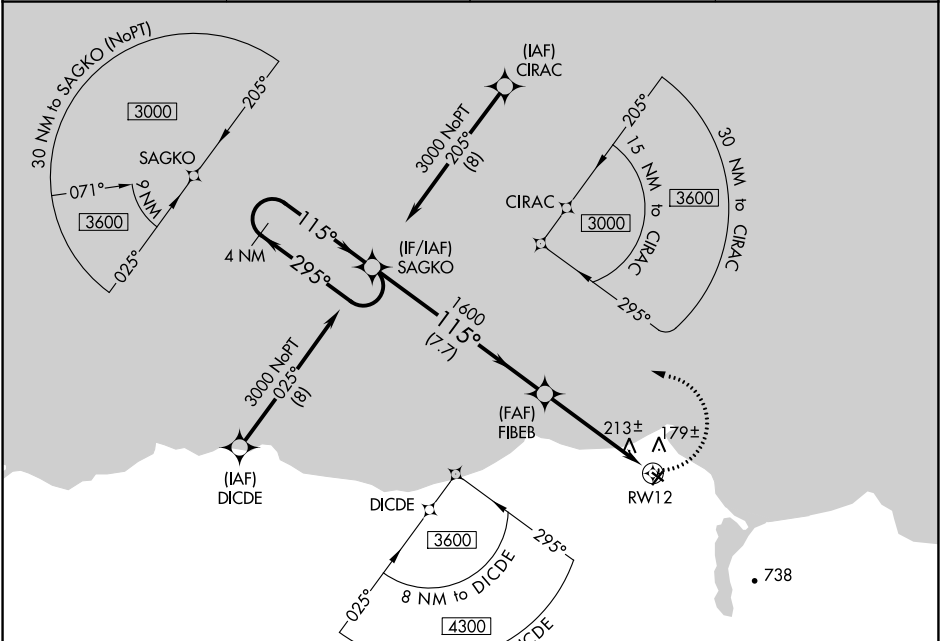 30 NM to SAGKO (NoPT)
3000
205°
SAGKO
071°
9 NM
3600
025°
(IAF)
CIRAC
3000 NoPT
205°
(8)
205°
15 NM to CIRAC
30 NM to CIRAC
CIRAC
3000
3600
295°
115°
4 NM
295°
(IF/IAF)
SAGKO
1600
115°
(7.7)
3000 NoPT
025°
(8)
(IAF)
DICDE
(FAF)
FIBEB
213±
179±
RW12
DICDE
3600
295°
025°
8 NM to DICDE
4300
738